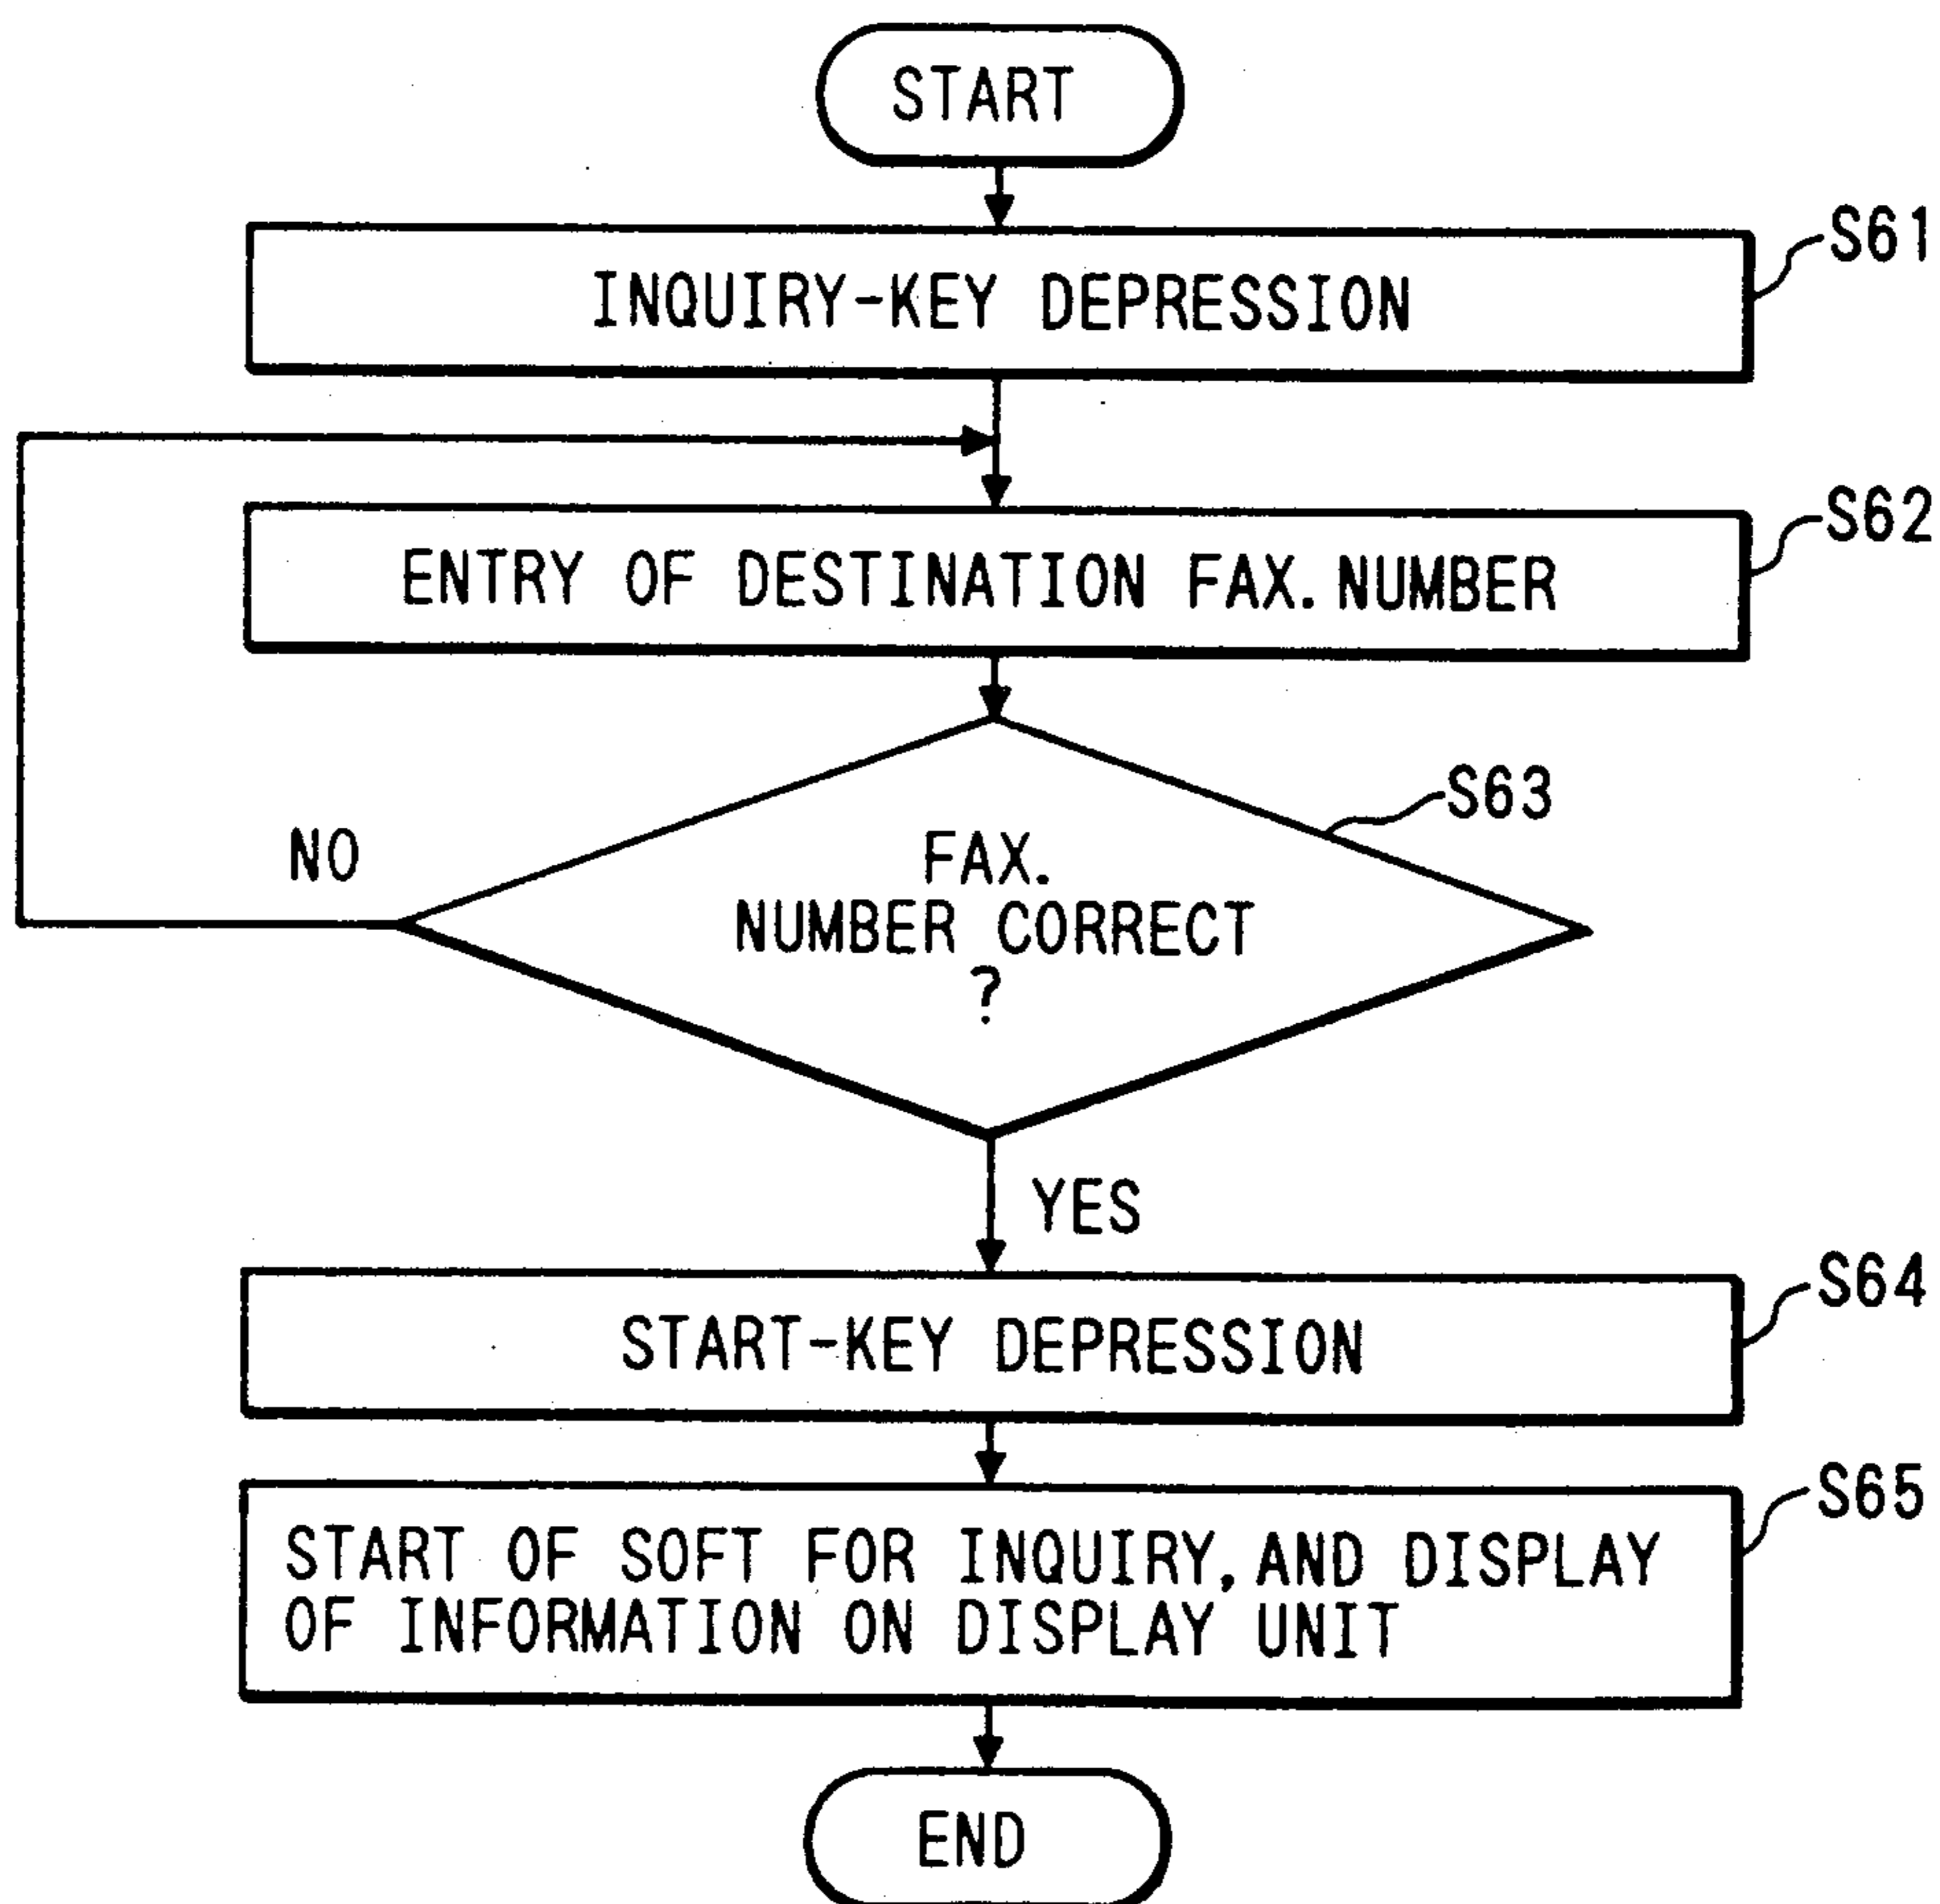 START
INQUIRY-KEY DEPRESSION
S61
ENTRY OF DESTINATION FAX. NUMBER
S62
S63
NO
FAX.
NUMBER CORRECT
?
YES
START-KEY DEPRESSION
S64
START OF SOFT FOR INQUIRY, AND DISPLAY
OF INFORMATION ON DISPLAY UNIT
S65
END